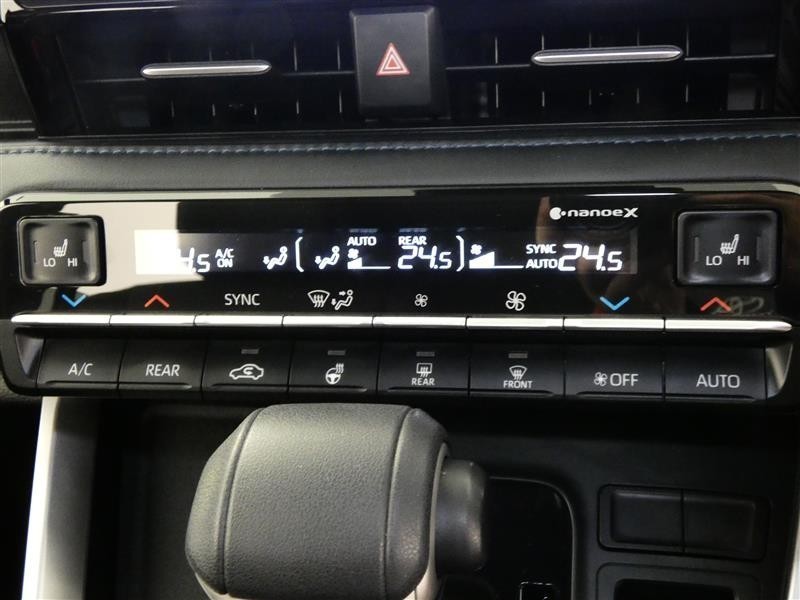 nanoeX
LO HI
4.5 A/C ON
AUTO
REAR 24.5
SYNC AUTO 24.5
LO HI
SYNC
A/C
REAR
REAR
FRONT
OFF
AUTO